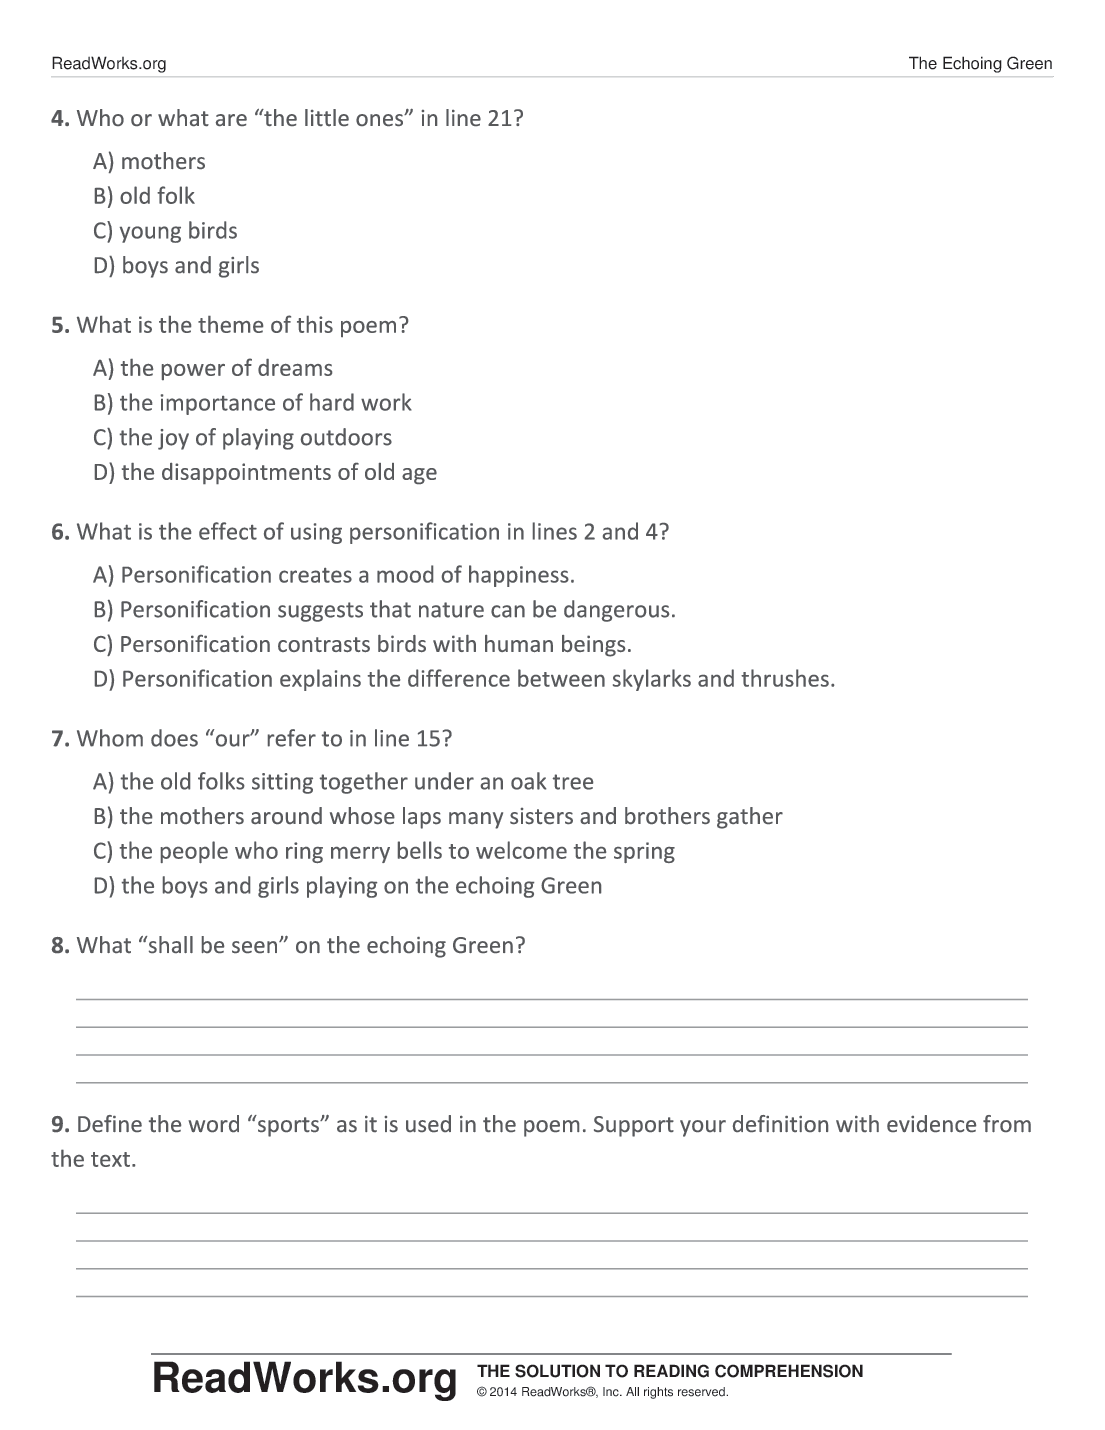 ReadWorks.org
The Echoing Green
4. Who or what are “the little ones” in line 21?
A) mothers
B) old folk
C) young birds
D) boys and girls
5. What is the theme of this poem?
A) the power of dreams
B) the importance of hard work
C) the joy of playing outdoors
D) the disappointments of old age
6. What is the effect of using personification in lines 2 and 4?
A) Personification creates a mood of happiness.
B) Personification suggests that nature can be dangerous.
C) Personification contrasts birds with human beings.
D) Personification explains the difference between skylarks and thrushes.
7. Whom does “our” refer to in line 15?
A) the old folks sitting together under an oak tree
B) the mothers around whose laps many sisters and brothers gather
C) the people who ring merry bells to welcome the spring
D) the boys and girls playing on the echoing Green
8. What “shall be seen” on the echoing Green?
9. Define the word “sports” as it is used in the poem. Support your definition with evidence from
the text.
ReadWorks.org
THE SOLUTION TO READING COMPREHENSION
© 2014 ReadWorks®, Inc. All rights reserved.